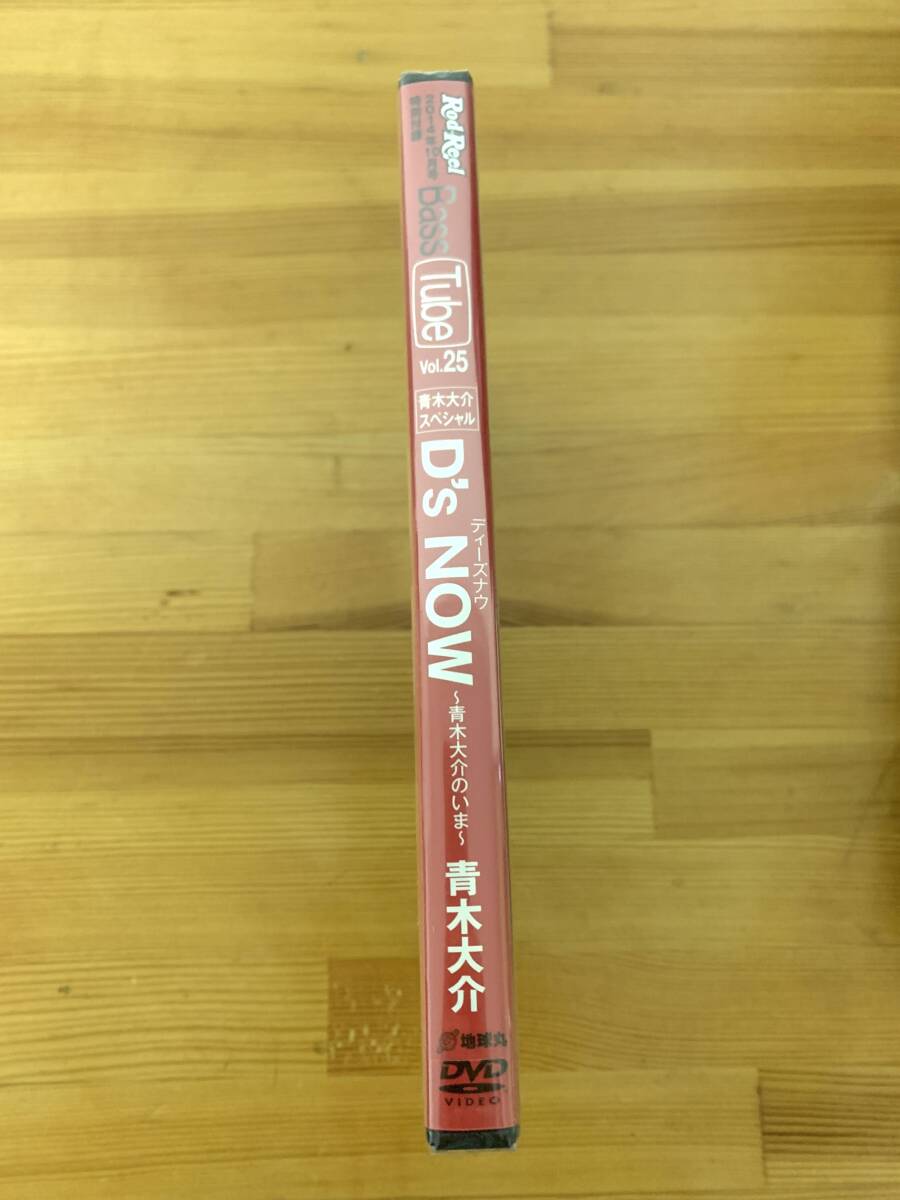 Rod and Reel
2014年10月号
特別付録
Bass
Tube
Vol.25
青木大介
スペシャル
D's NOW
ディーズナウ
~青木大介のいま~
青木大介
地球丸
DVD
VIDEO